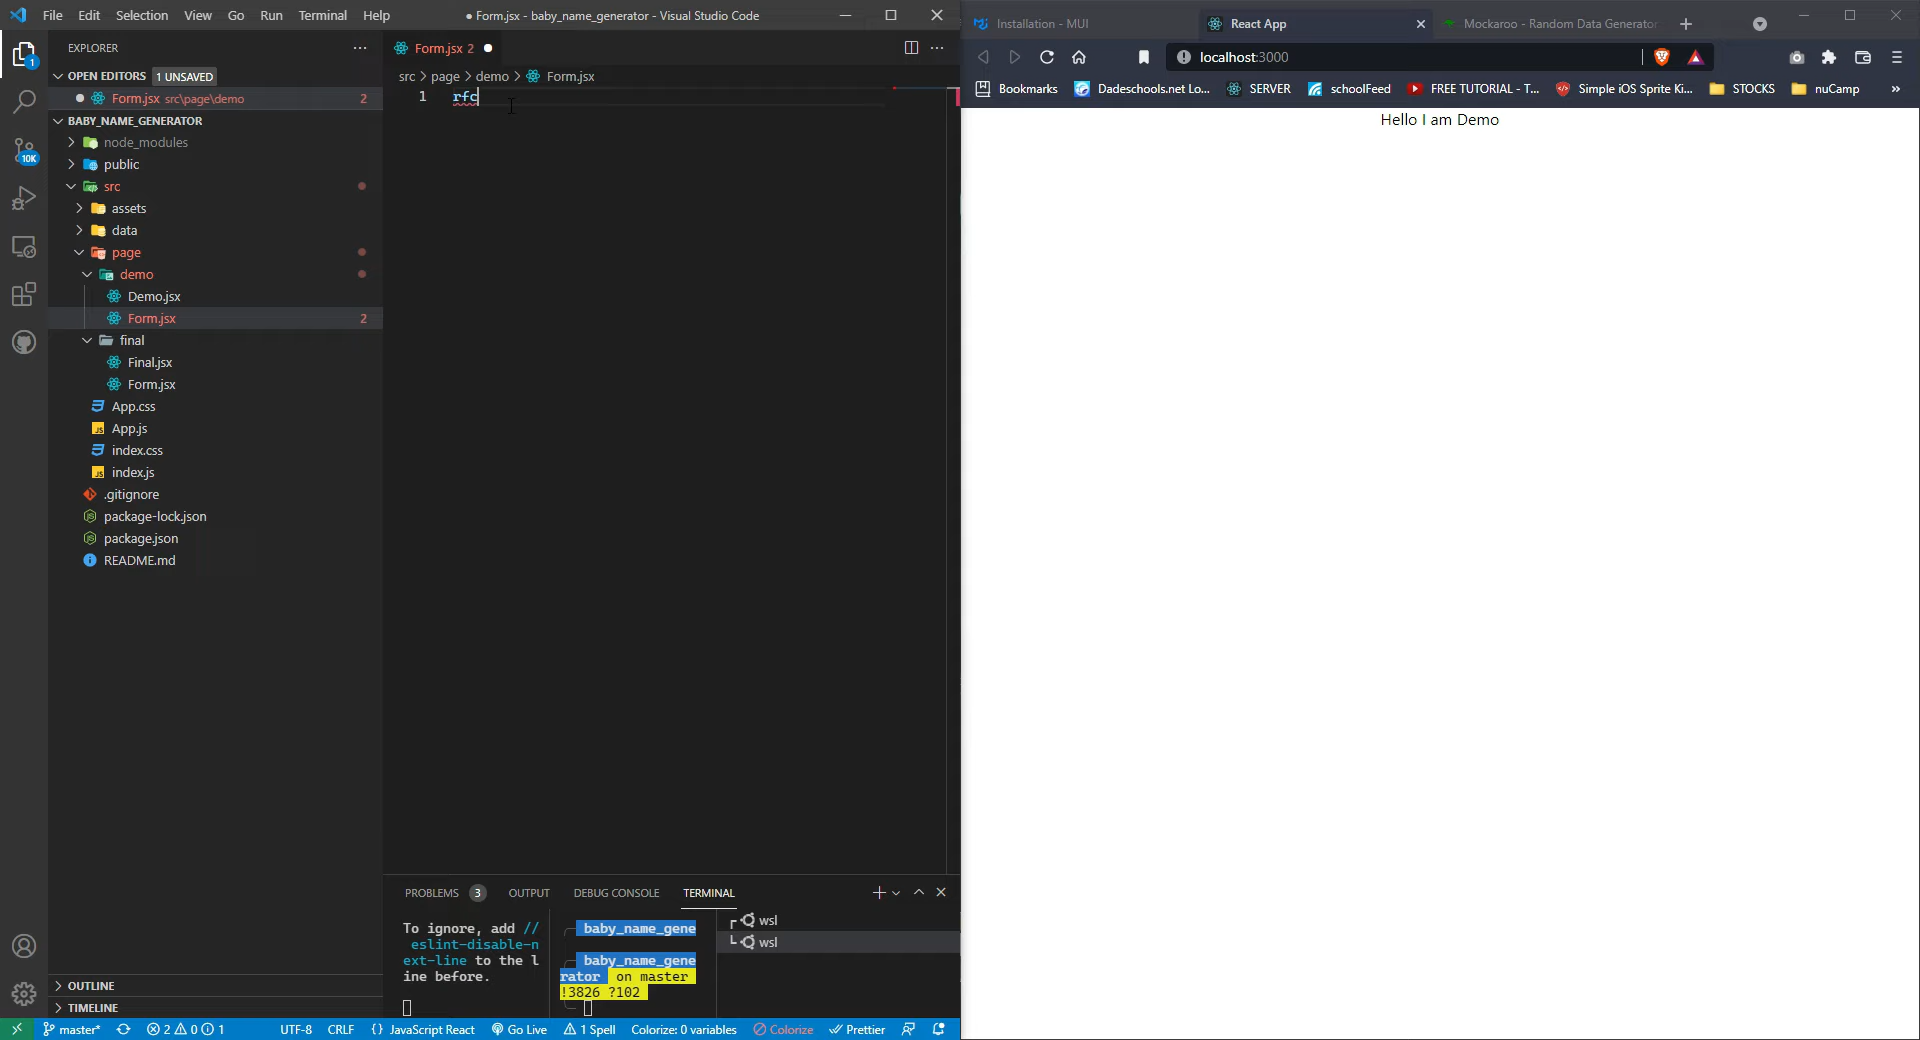 File Edit Selection View Go Run Terminal Help
● Form.jsx - baby_name_generator - Visual Studio Code
EXPLORER
OPEN EDITORS 1 UNSAVED
Form.jsx src\page\demo 2
BABY_NAME_GENERATOR
node_modules
public
src
assets
data
page
demo
Demo.jsx
Form.jsx 2
final
Final.jsx
Form.jsx
App.css
App.js
index.css
index.js
.gitignore
package-lock.json
package.json
README.md
OUTLINE
TIMELINE
1
10K
Form.jsx 2
src > page > demo > Form.jsx
1 rfc
PROBLEMS 3 OUTPUT DEBUG CONSOLE TERMINAL
To ignore, add //
eslint-disable-n
ext-line to the l
ine before.
baby_name_gene
baby_name_gene
rator on master
!3826 ?102
wsl
wsl
master* 2 0 1 UTF-8 CRLF {} JavaScript React Go Live 1 Spell Colorize: 0 variables Colorize Prettier
Installation - MUI
React App
Mockaroo - Random Data Generator
localhost:3000
Bookmarks Dadeschools.net Lo... SERVER schoolFeed FREE TUTORIAL - T... Simple iOS Sprite Ki... STOCKS nuCamp »
Hello I am Demo